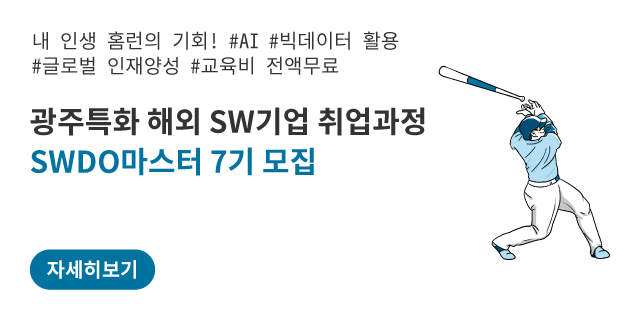 내 인생 홈런의 기회! #AI #빅데이터 활용
#글로벌 인재양성 #교육비 전액무료
광주특화 해외 SW기업 취업과정
SWDO마스터 7기 모집
자세히보기